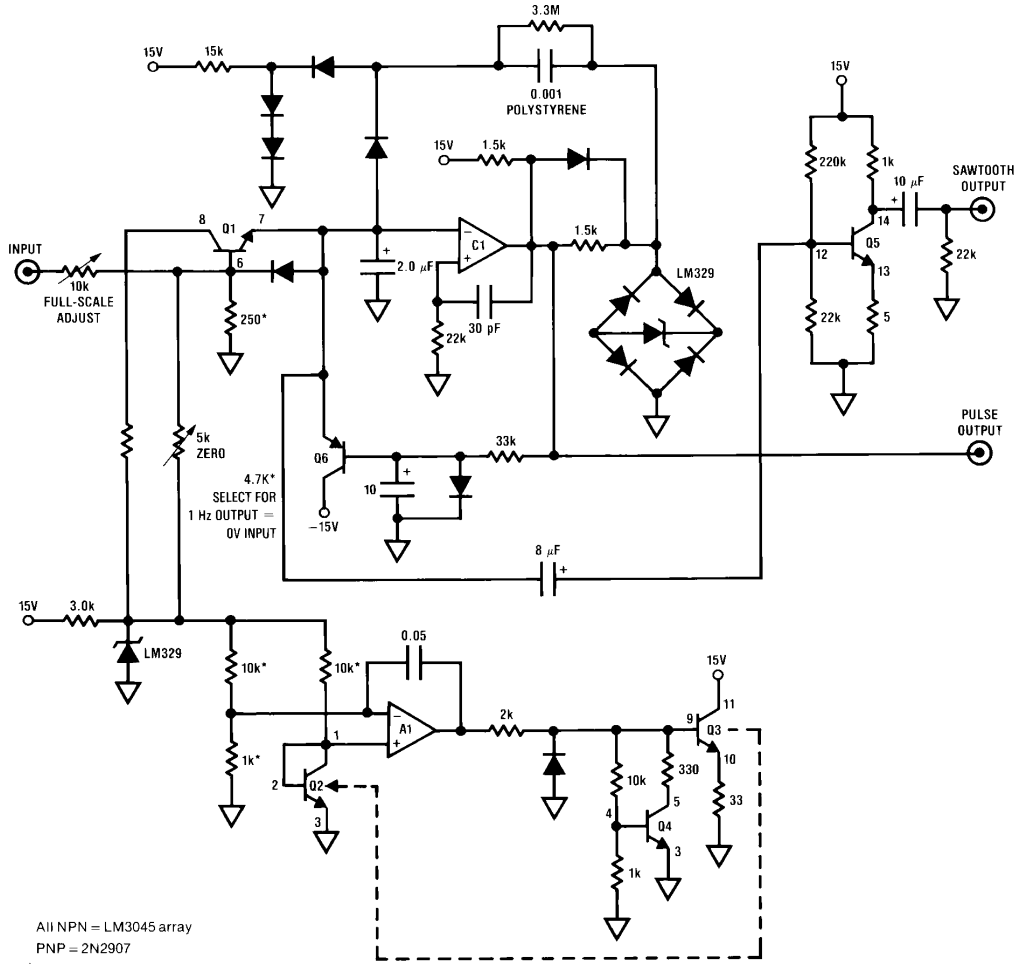 3.3M
15V
15k
0.001
POLYSTYRENE
15V
15V
1.5k
220k
1k
SAWTOOTH
OUTPUT
10 µF
+
14
8
Q1
7
INPUT
6
10k
FULL-SCALE
ADJUST
250*
+
2.0 µF
−
C1
+
1.5k
LM329
30 pF
22k
12
Q5
13
22k
5
22k
5k
ZERO
PULSE
OUTPUT
33k
Q6
+
10
4.7K*
SELECT FOR
1 Hz OUTPUT =
0V INPUT
−15V
8 µF
+
15V
3.0k
LM329
10k*
10k*
0.05
15V
−
A1
+
2k
9
11
Q3
10
1
1k*
2
Q2
3
10k
330
33
5
4
Q4
3
1k
All NPN = LM3045 array
PNP = 2N2907